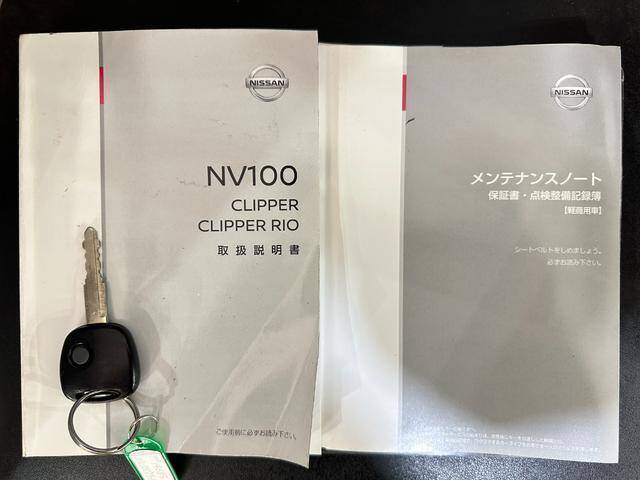 NISSAN
NV100
CLIPPER
CLIPPER RIO
取扱説明書
ご使用前に必ずお読み下さい。
NISSAN
メンテナンスノート
保証書・点検整備記録簿
【軽商用車】
シートベルトをしめましょう。
必ずお読み下さい。